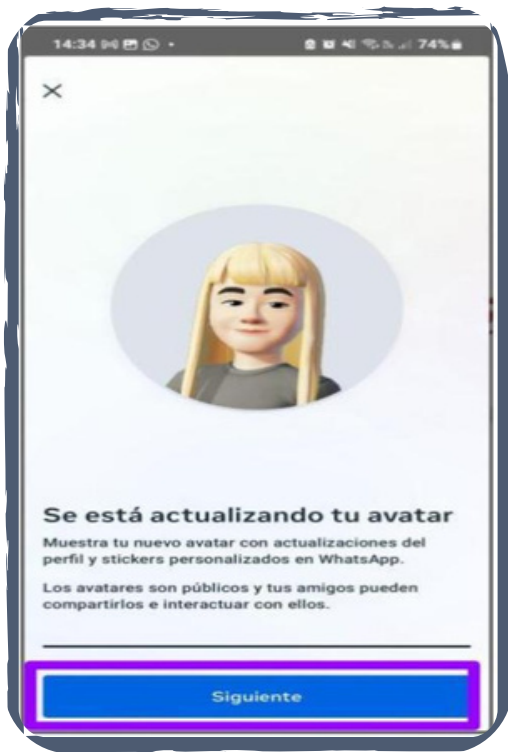 14:34
74%
Se está actualizando tu avatar
Muestra tu nuevo avatar con actualizaciones del
perfil y stickers personalizados en WhatsApp.
Los avatares son públicos y tus amigos pueden
compartirlos e interactuar con ellos.
Siguiente